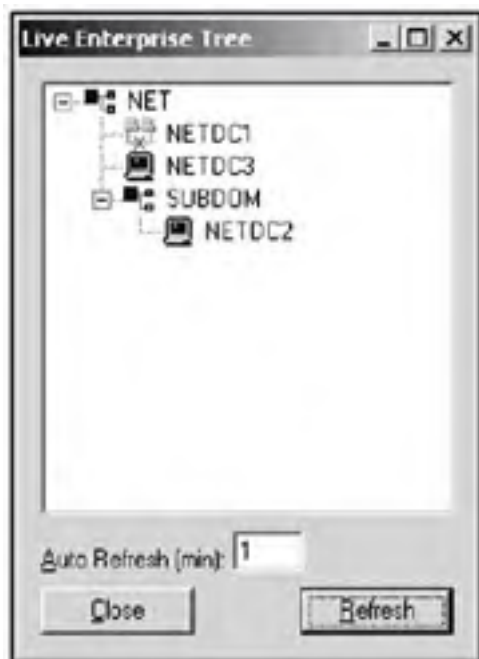 Live Enterprise Tree
NET
NETDC1
NETDC3
SUBDOM
NETDC2
Auto Refresh (min): 1
Close
Refresh